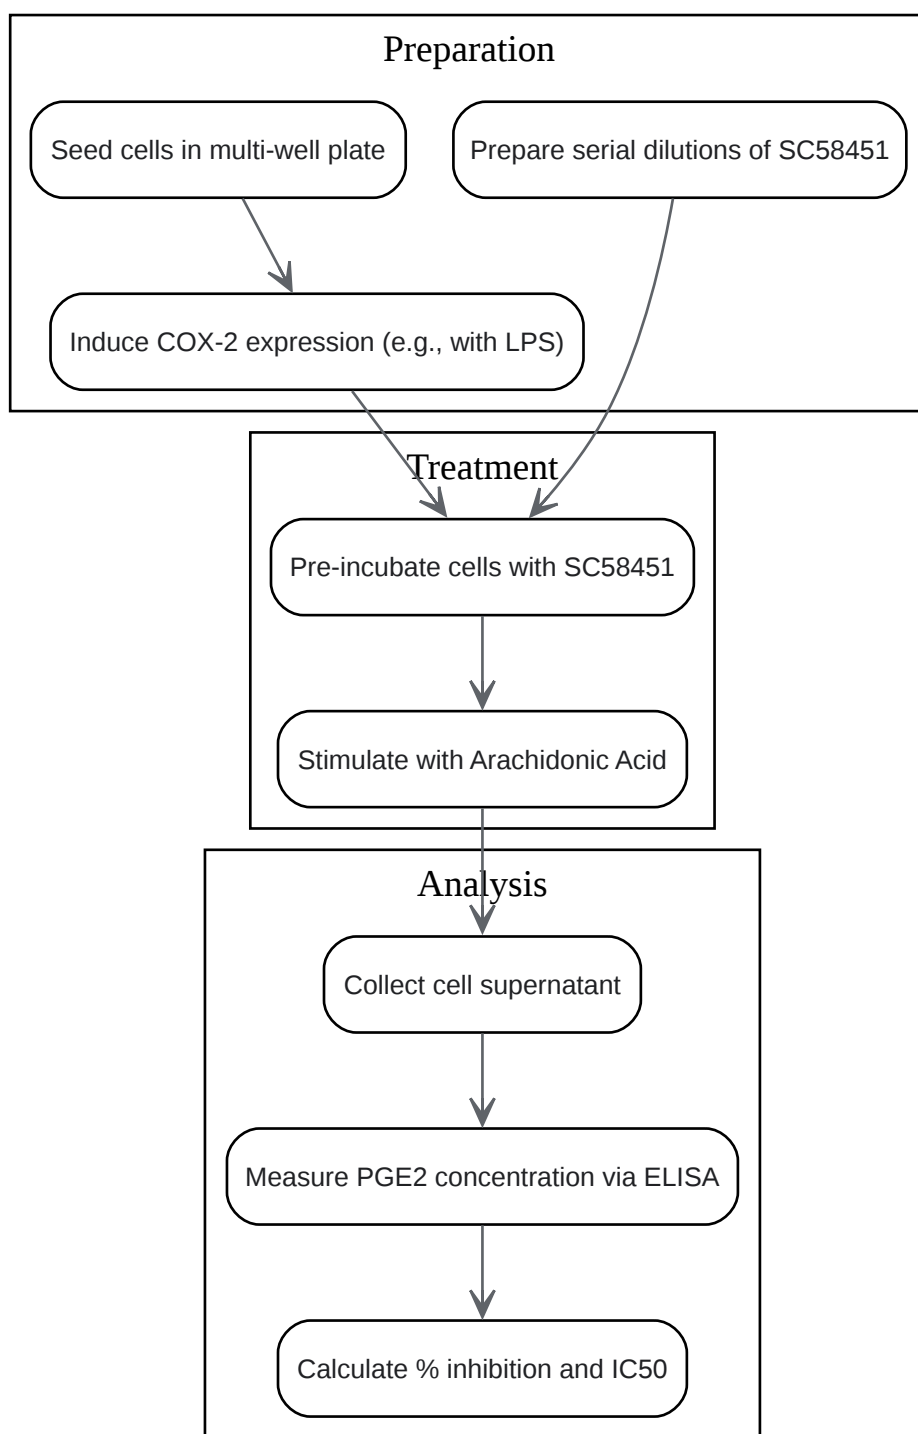 Preparation
Seed cells in multi-well plate
Prepare serial dilutions of SC58451
Induce COX-2 expression (e.g., with LPS)
Treatment
Pre-incubate cells with SC58451
Stimulate with Arachidonic Acid
Analysis
Collect cell supernatant
Measure PGE2 concentration via ELISA
Calculate % inhibition and IC50